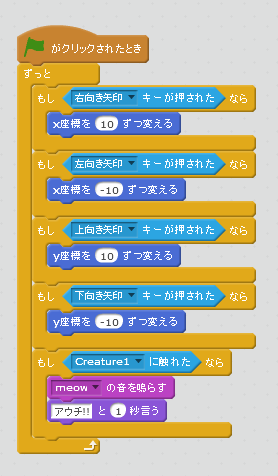 がクリックされたとき
ずっと
もし 右向き矢印 キーが押された なら
x座標を 10 ずつ変える
もし 左向き矢印 キーが押された なら
x座標を -10 ずつ変える
もし 上向き矢印 キーが押された なら
y座標を 10 ずつ変える
もし 下向き矢印 キーが押された なら
y座標を -10 ずつ変える
もし Creature1 に触れた なら
meow の音を鳴らす
アウチ!! と 1 秒言う